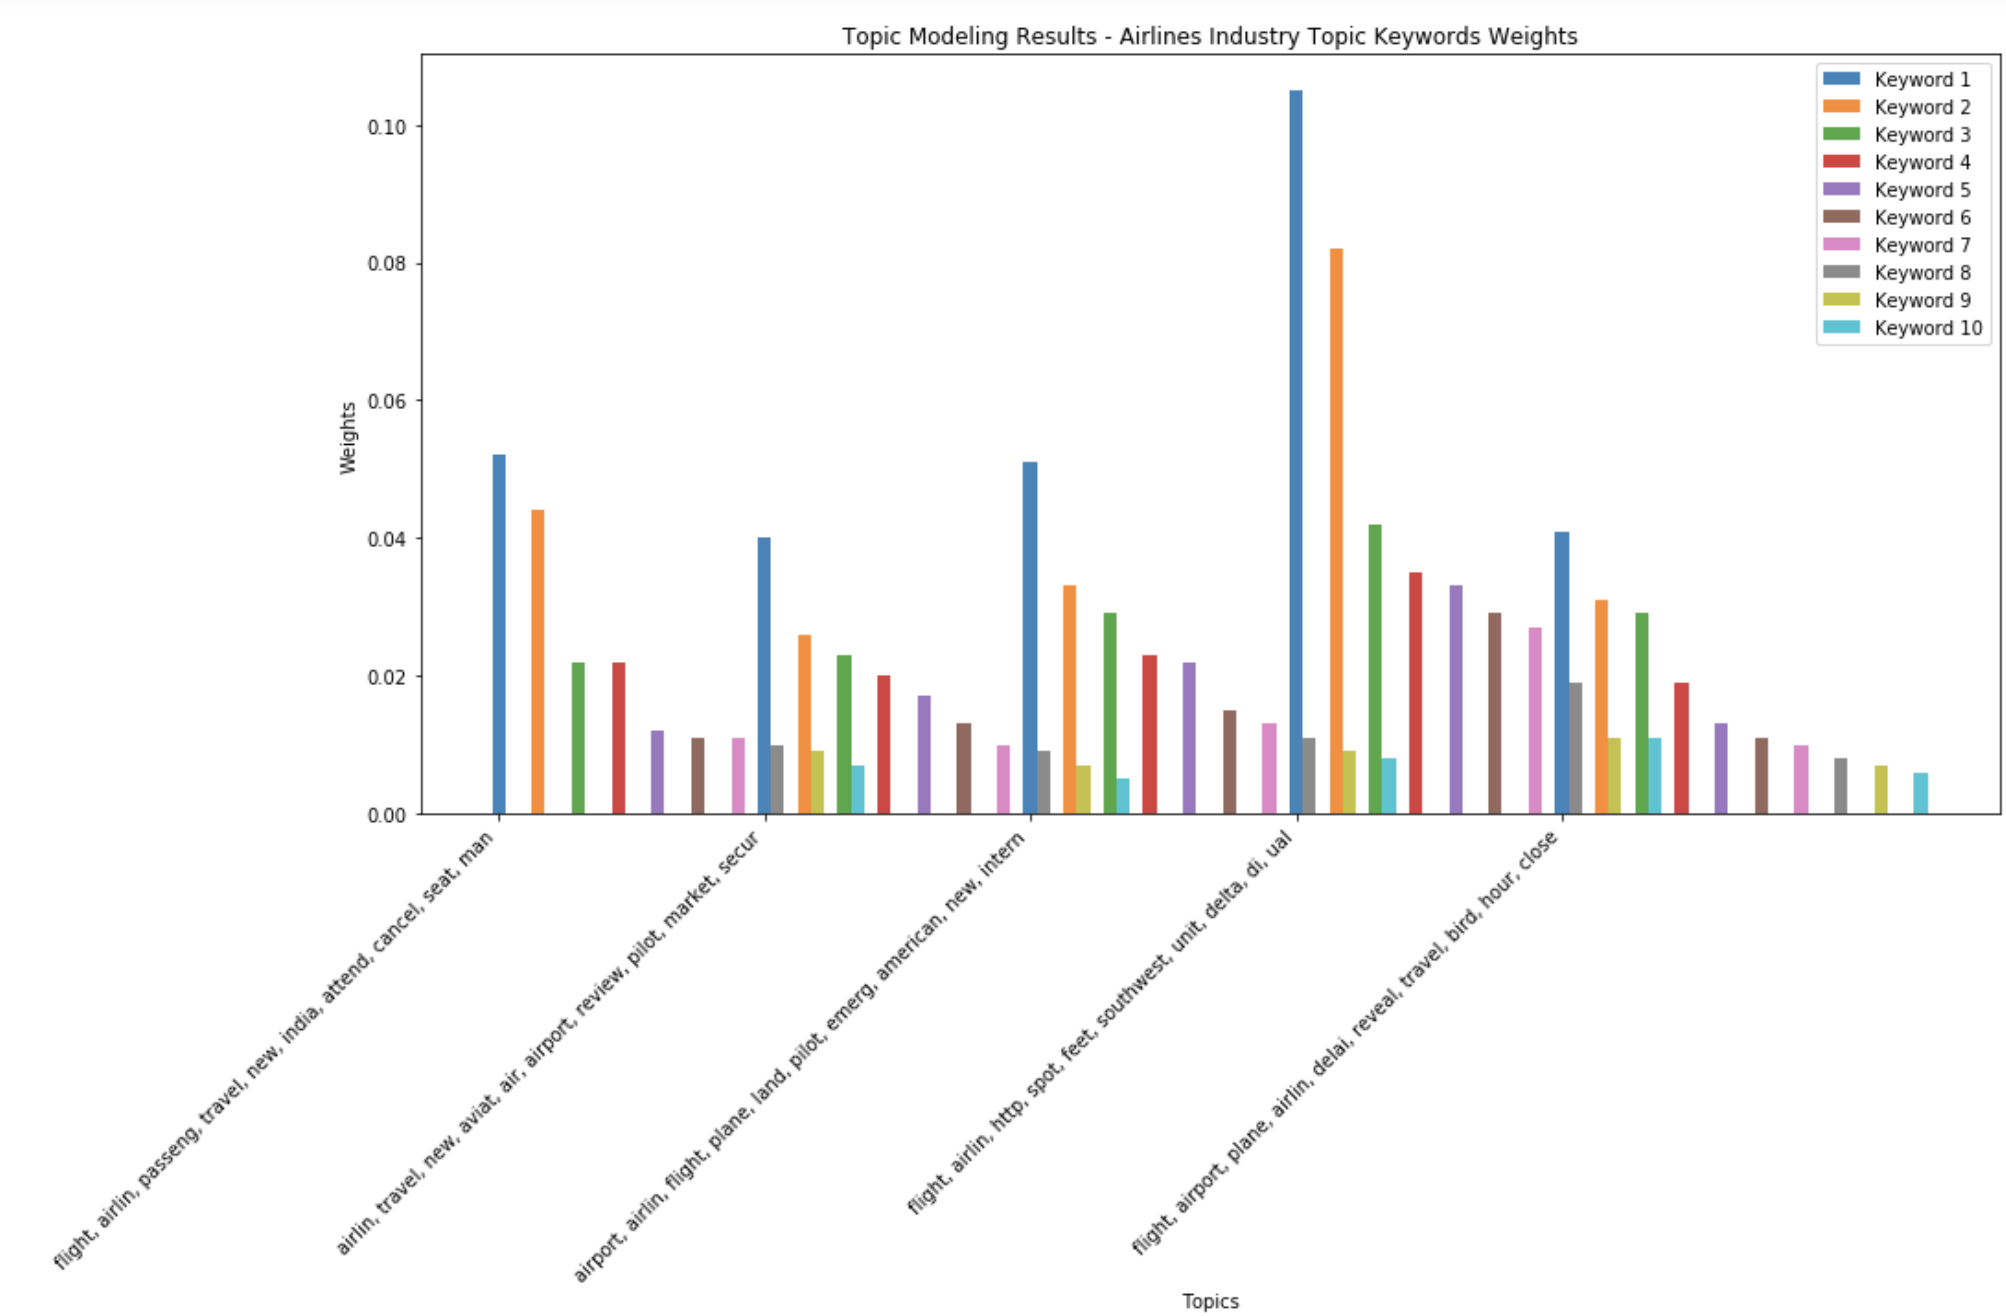 Topic Modeling Results - Airlines Industry Topic Keywords Weights
Keyword 1
Keyword 2
Keyword 3
Keyword 4
Keyword 5
Keyword 6
Keyword 7
Keyword 8
Keyword 9
Keyword 10
Weights
0.10
0.08
0.06
0.04
0.02
0.00
flight, airlin, passeng, travel, new, india, attend, cancel, seat, man
airlin, travel, new, aviat, air, airport, review, pilot, market, secur
airport, airlin, flight, plane, land, pilot, emerg, american, new, intern
flight, airlin, http, spot, feet, southwest, unit, delta, di, ual
flight, airport, plane, airlin, delai, reveal, travel, bird, hour, close
Topics